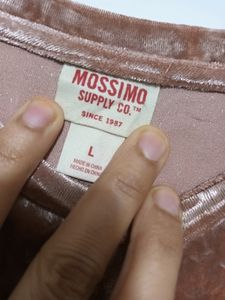 MOSSIMO
SUPPLY CO.™
SINCE 1987
L
MADE IN CHINA
HECHO EN CHINA